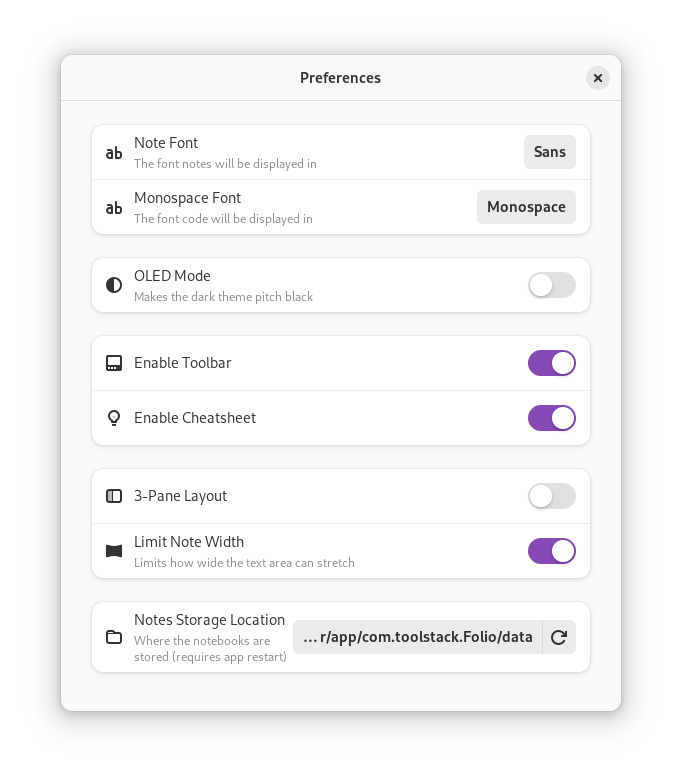 Preferences
Note Font
The font notes will be displayed in
Sans
Monospace Font
The font code will be displayed in
Monospace
OLED Mode
Makes the dark theme pitch black
Enable Toolbar
Enable Cheatsheet
3-Pane Layout
Limit Note Width
Limits how wide the text area can stretch
Notes Storage Location
Where the notebooks are
stored (requires app restart)
…r/app/com.toolstack.Folio/data